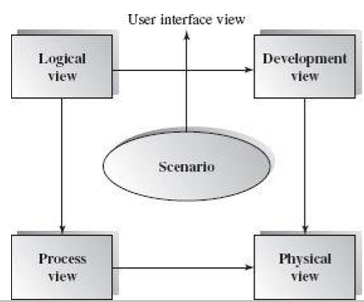 User interface view
Logical
view
Development
view
Scenario
Process
view
Physical
view